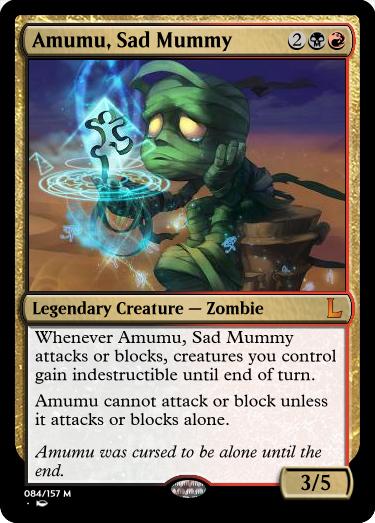 Amumu, Sad Mummy 2
Legendary Creature — Zombie L
Whenever Amumu, Sad Mummy
attacks or blocks, creatures you control
gain indestructible until end of turn.
Amumu cannot attack or block unless
it attacks or blocks alone.
Amumu was cursed to be alone until the
end.
3/5
084/157 M